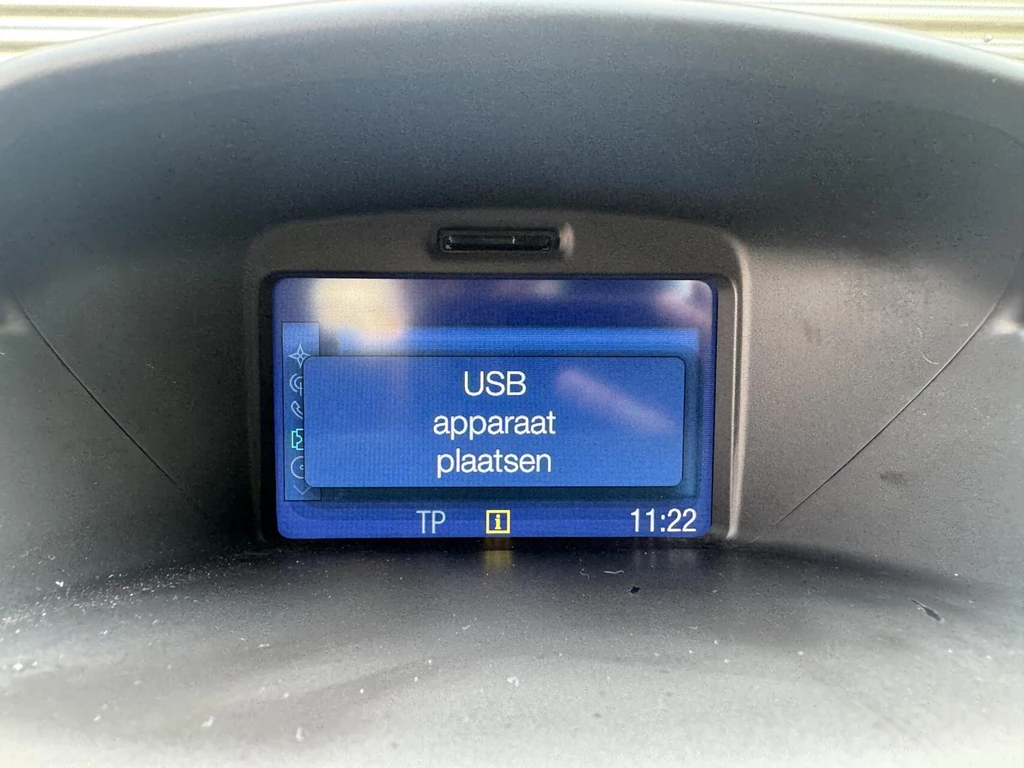 USB
apparaat
plaatsen
TP i 11:22